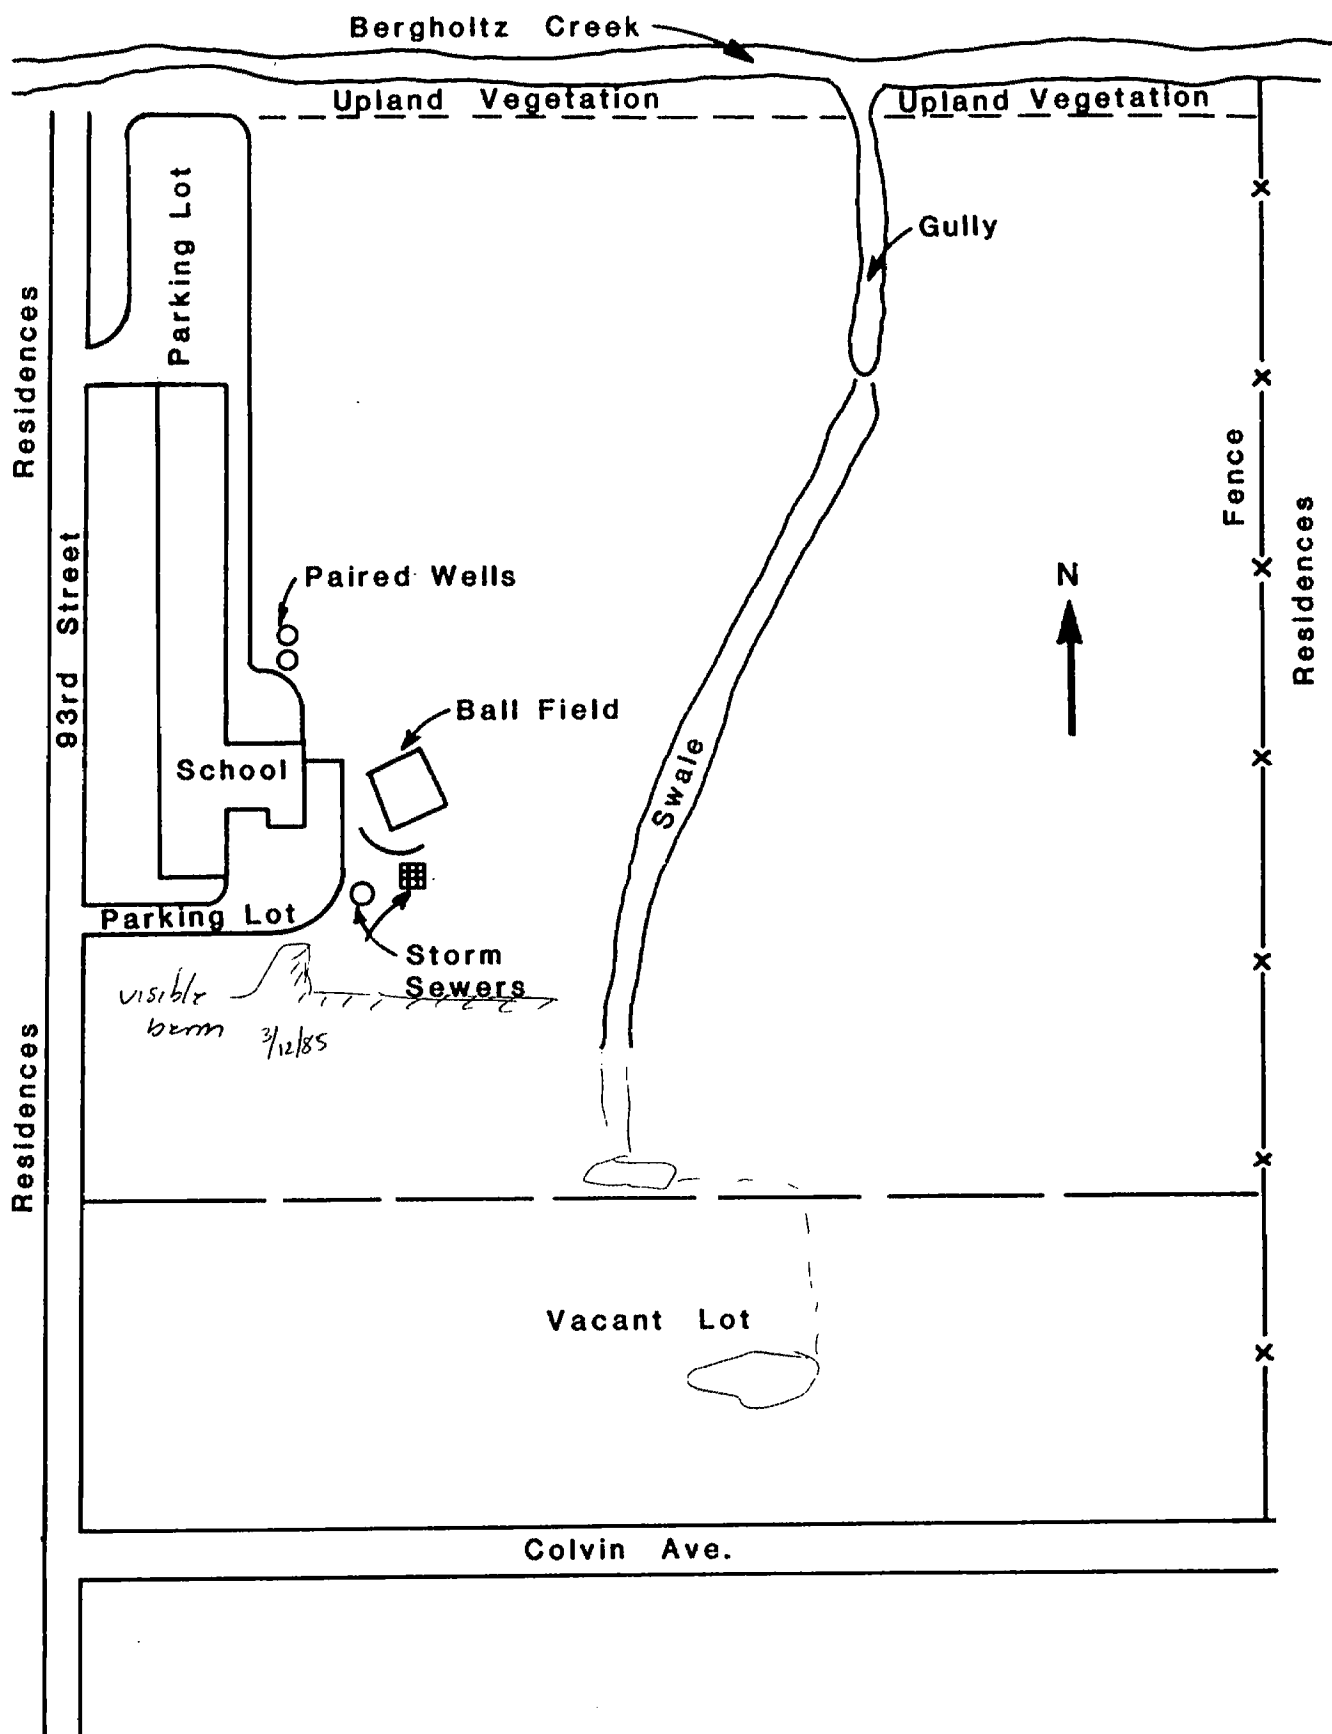 Bergholtz Creek
Upland Vegetation
Upland Vegetation
Parking Lot
Gully
Residences
Fence
Residences
93rd Street
Paired Wells
N
Ball Field
School
Swale
Parking Lot
Storm
Sewers
visible
berm
3/12/85
Residences
Vacant Lot
Colvin Ave.